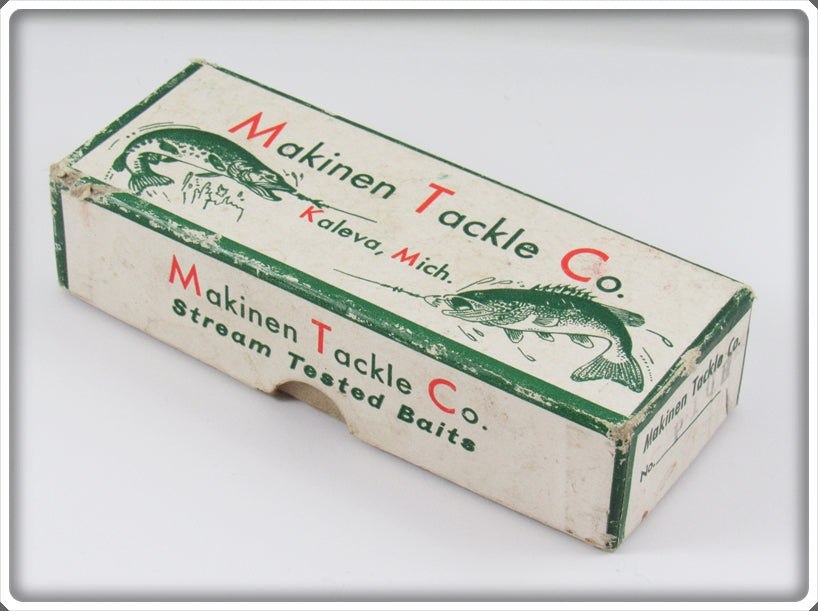 Makinen Tackle Co.
Kaleva, Mich.
Makinen Tackle Co.
Stream Tested Baits
Makinen Tackle Co.
No.